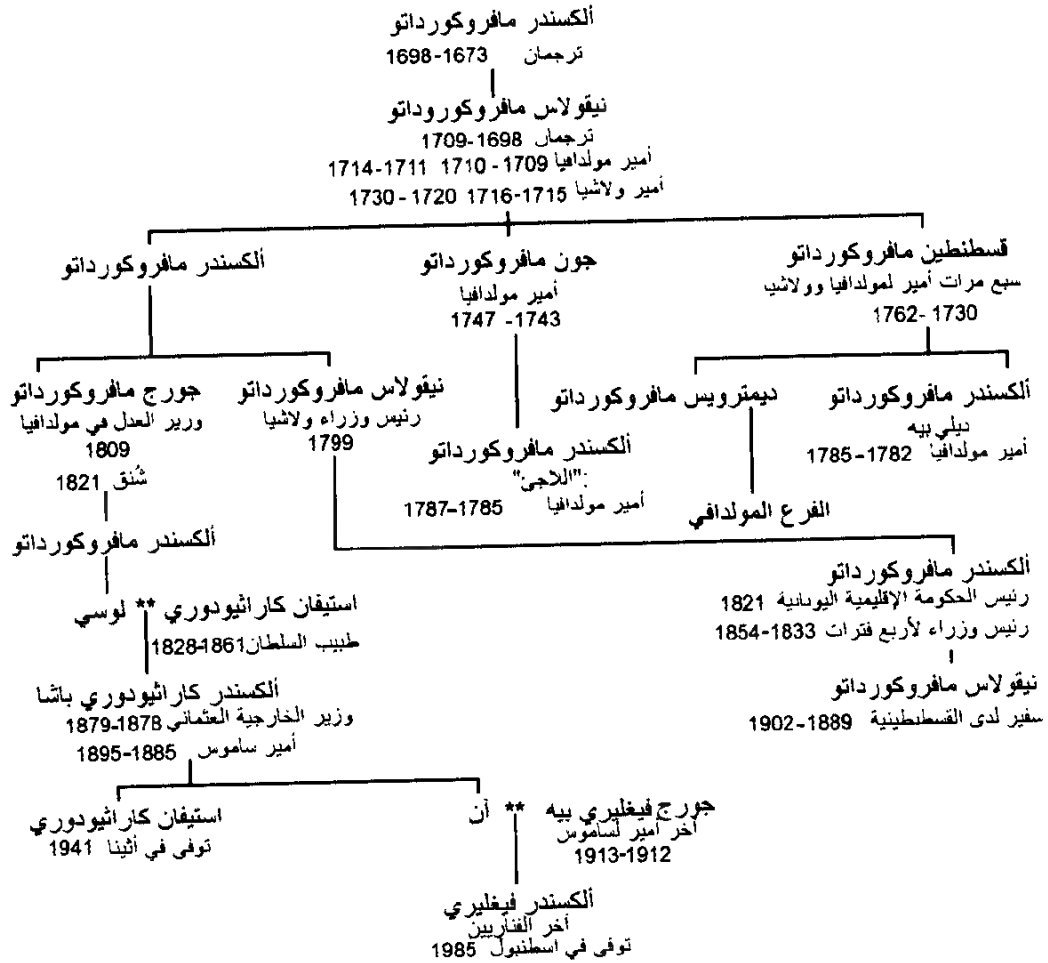 ألكسندر مافروكورداتو
ترجمان 1673-1698
نيقولاس مافروكوروداتو
ترجمان 1698-1709
أمير مولدافيا 1709 - 1710 1711-1714
أمير ولاشيا 1715-1716 1720 - 1730
قسطنطين مافروكورداتو
سبع مرات أمير لمولدافيا وولاشيا
1730 -1762
جون مافروكورداتو
أمير مولدافيا
1743- 1747
ألكسندر مافروكورداتو
ألكسندر مافروكورداتو
ديلي بيه
أمير مولدافيا 1782-1785
ديمترويس مافروكورداتو
الفرع المولدافي
ألكسندر مافروكورداتو
"اللاجئ":
أمير مولدافيا 1785-1787
نيقولاس مافروكورداتو
رئيس وزراء ولاشيا
1799
جورج مافروكورداتو
وزير العدل في مولدافيا
1809
شُنق 1821
ألكسندر مافروكورداتو
ألكسندر مافروكورداتو
رئيس الحكومة الإقليمية اليونانية 1821
رئيس وزراء لأربع فترات 1833-1854
نيقولاس مافروكورداتو
سفير لدى القسطنطينية 1889-1902
استيفان كاراثيودوري ** لوسي
طبيب السلطان 1861-1828
ألكسندر كاراثيودوري باشا
وزير الخارجية العثماني 1878-1879
أمير ساموس 1885-1895
جورج فيغليري بيه ** آن
آخر أمير لساموس
1912-1913
استيفان كاراثيودوري
توفى في أثينا 1941
ألكسندر فيغليري
آخر الفناريين
توفى في اسطنبول 1985